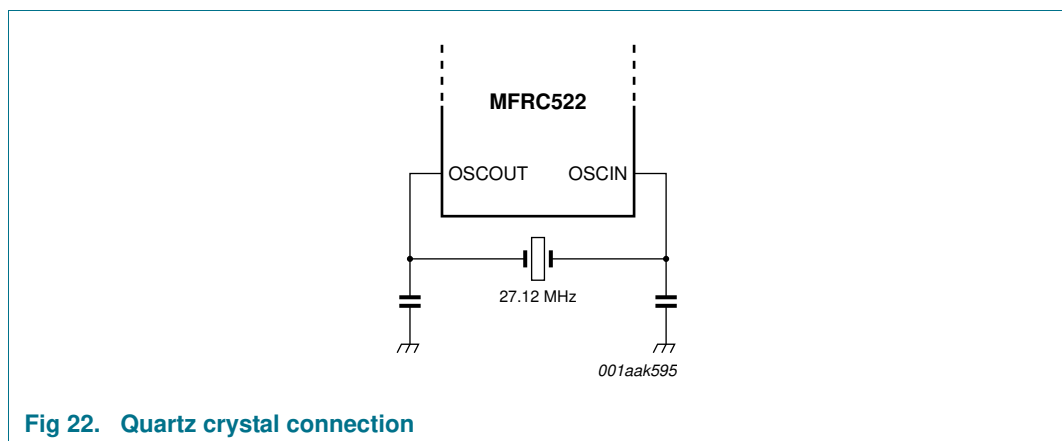 MFRC522
OSCOUT OSCIN
27.12 MHz
001aak595
Fig 22. Quartz crystal connection